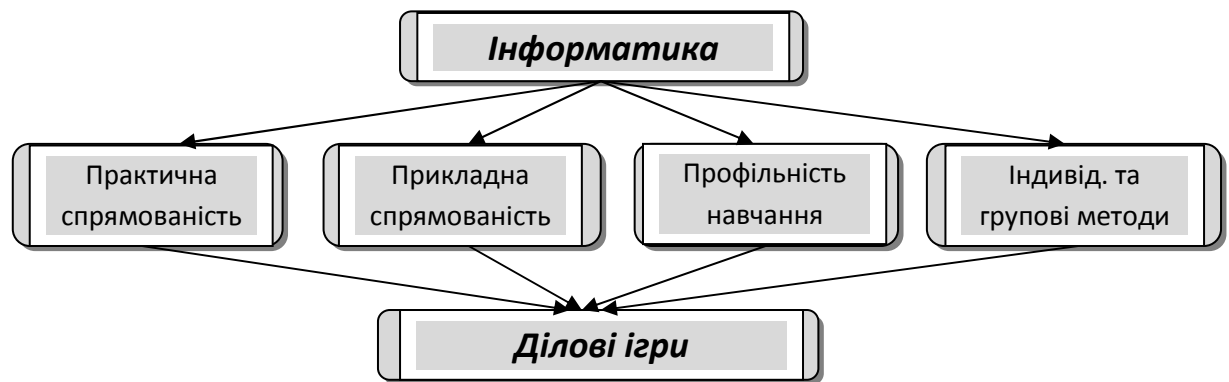 Інформатика
Практична
спрямованість
Прикладна
спрямованість
Профільність
навчання
Індивід. та
групові методи
Ділові ігри